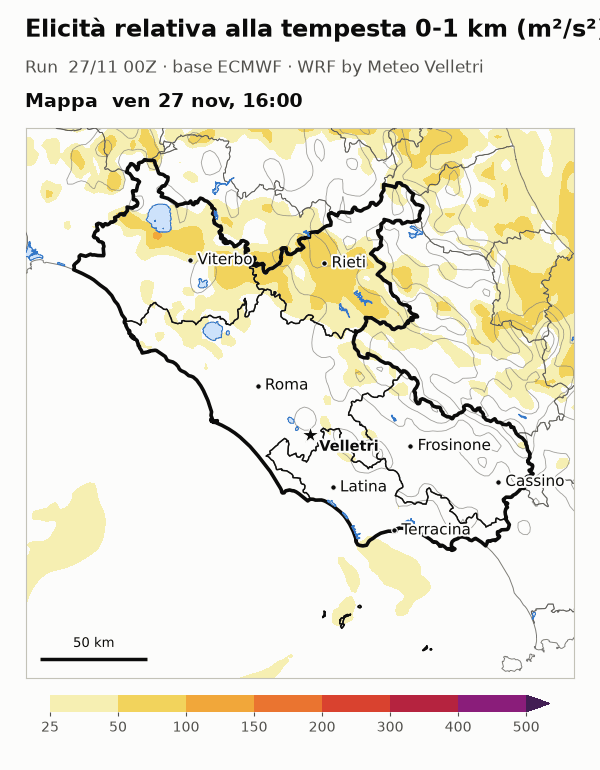 Elicità relativa alla tempesta 0-1 km (m²/s²)
Run 27/11 00Z · base ECMWF · WRF by Meteo Velletri
Mappa ven 27 nov, 16:00
Viterbo
Rieti
Roma
Velletri
Frosinone
Cassino
Latina
Terracina
50 km
25 50 100 150 200 300 400 500